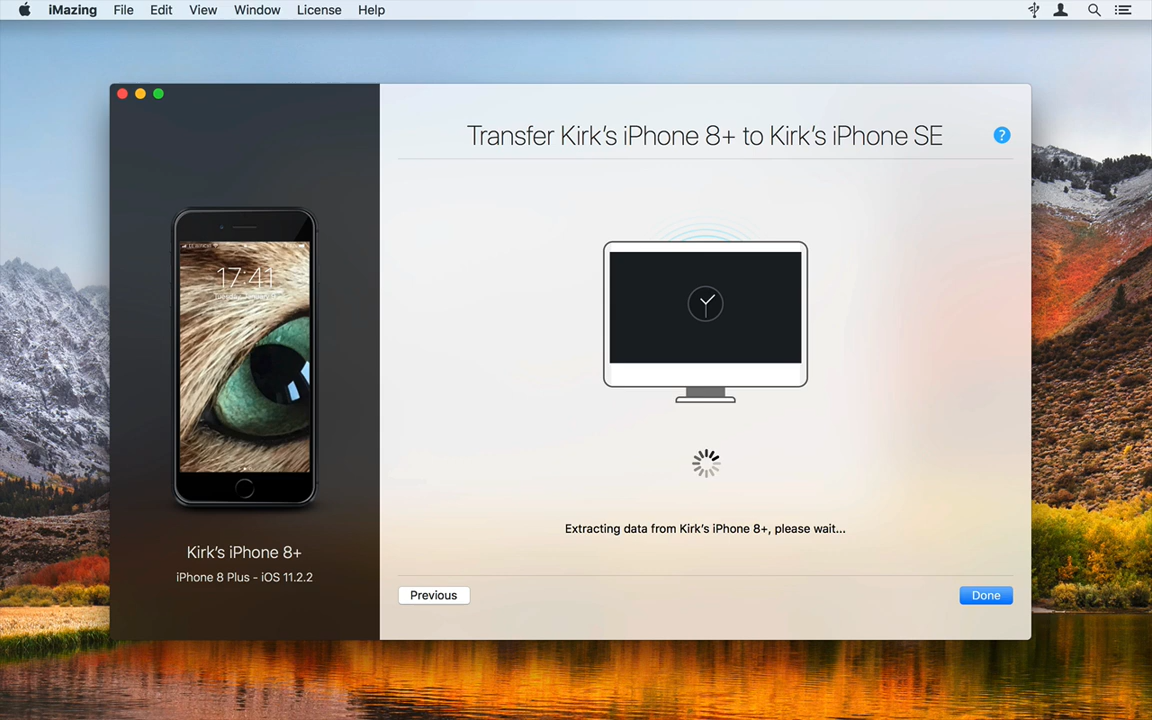 iMazing File Edit View Window License Help
Transfer Kirk's iPhone 8+ to Kirk's iPhone SE
?
17:41
Extracting data from Kirk's iPhone 8+, please wait...
Kirk's iPhone 8+
iPhone 8 Plus - iOS 11.2.2
Previous
Done